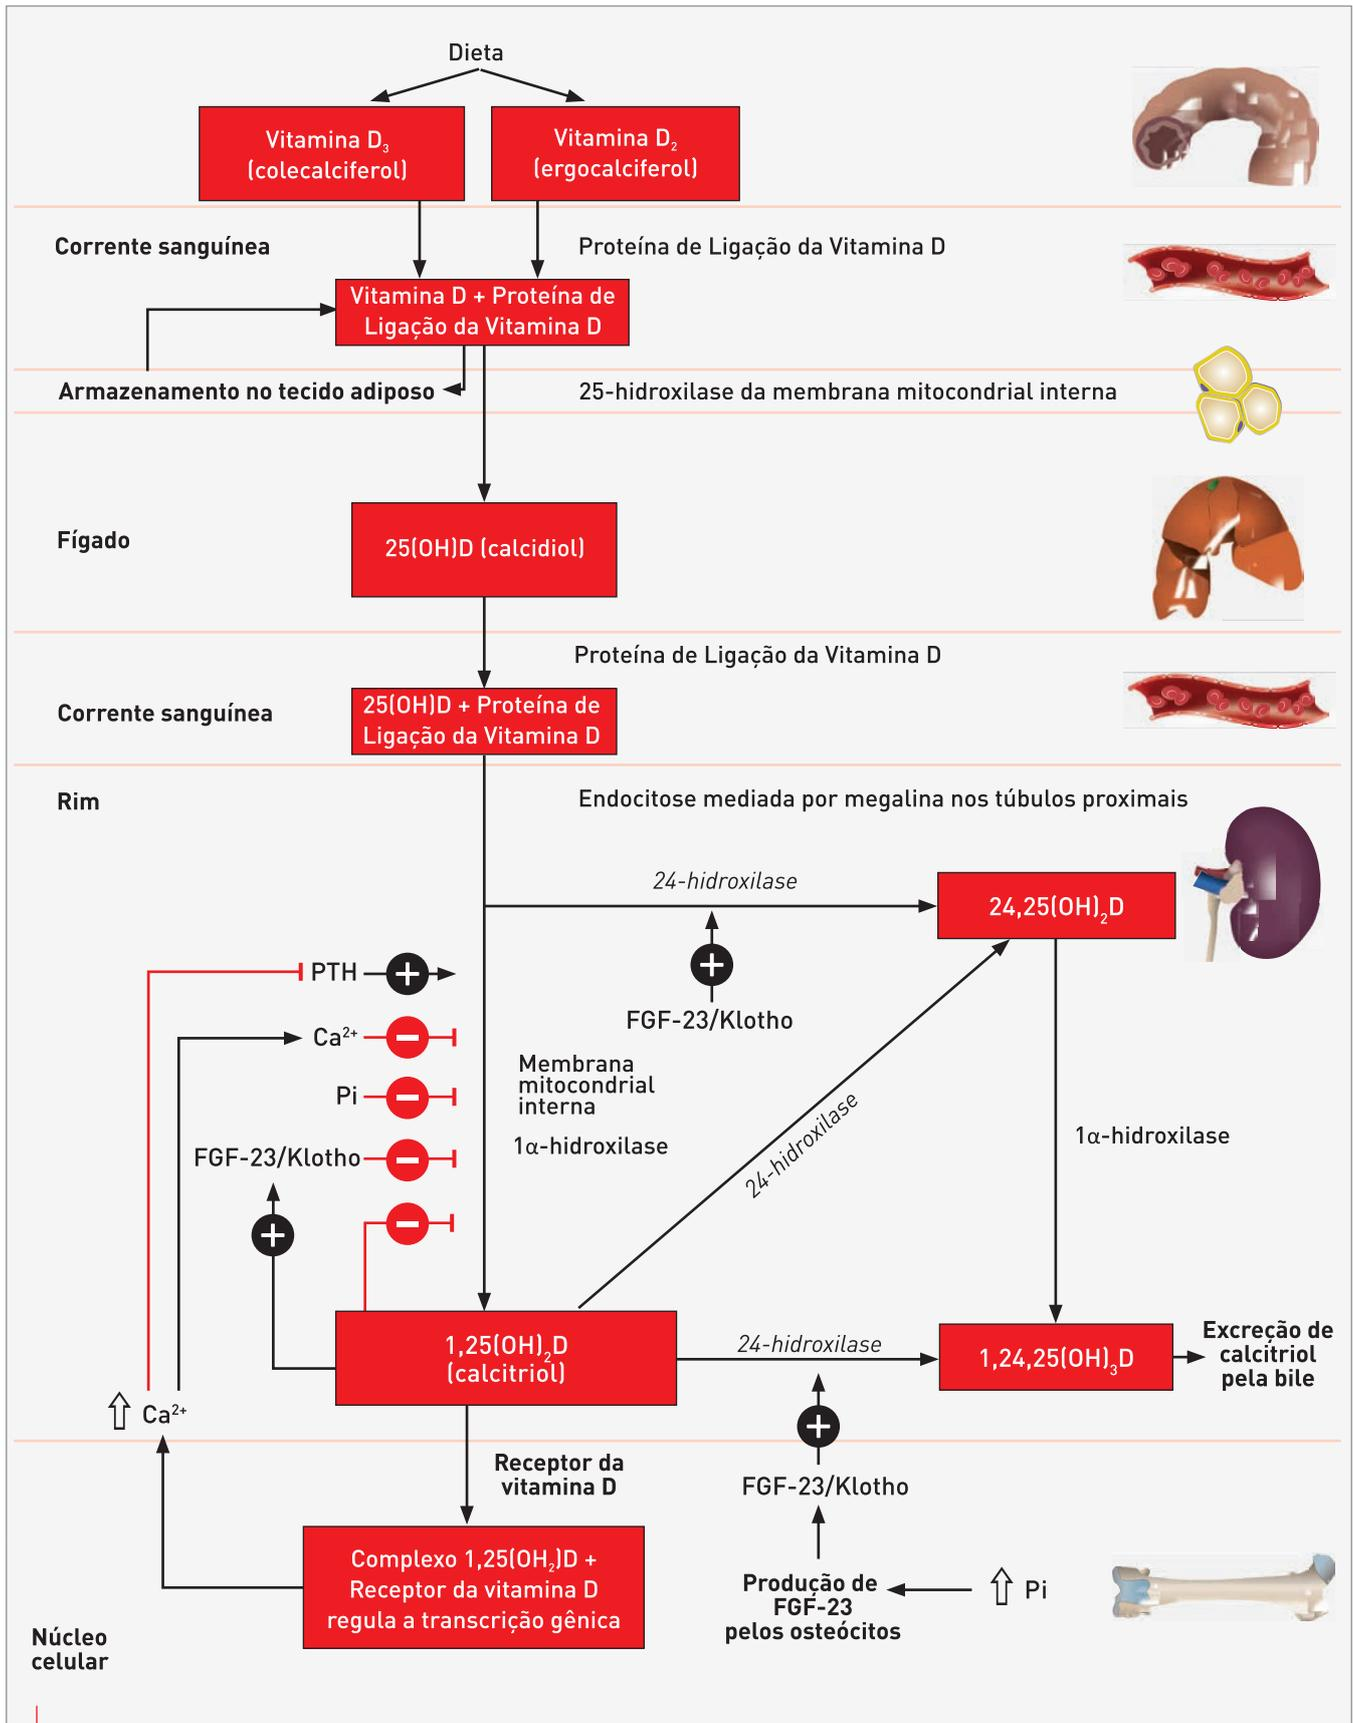 Dieta
Vitamina D₃
(colecalciferol)
Vitamina D₂
(ergocalciferol)
Corrente sanguínea
Proteína de Ligação da Vitamina D
Vitamina D + Proteína de
Ligação da Vitamina D
Armazenamento no tecido adiposo
25-hidroxilase da membrana mitocondrial interna
Fígado
25(OH)D (calcidiol)
Proteína de Ligação da Vitamina D
Corrente sanguínea
25(OH)D + Proteína de
Ligação da Vitamina D
Rim
Endocitose mediada por megalina nos túbulos proximais
24-hidroxilase
24,25(OH)₂D
PTH
+
+
FGF-23/Klotho
Ca²⁺
−
Membrana
mitocondrial
interna
Pi
−
1α-hidroxilase
24-hidroxilase
1α-hidroxilase
FGF-23/Klotho
−
−
+
1,25(OH)₂D
(calcitriol)
24-hidroxilase
1,24,25(OH)₃D
Excreção de
calcitriol
pela bile
Ca²⁺
+
Receptor da
vitamina D
FGF-23/Klotho
Complexo 1,25(OH₂)D +
Receptor da vitamina D
regula a transcrição gênica
Produção de
FGF-23
pelos osteócitos
Pi
Núcleo
celular